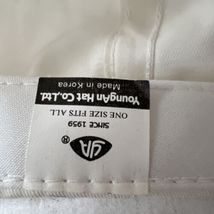 YA ®
SINCE 1959
ONE SIZE FITS ALL
YoungAn Hat Co.,Ltd.
Made in Korea